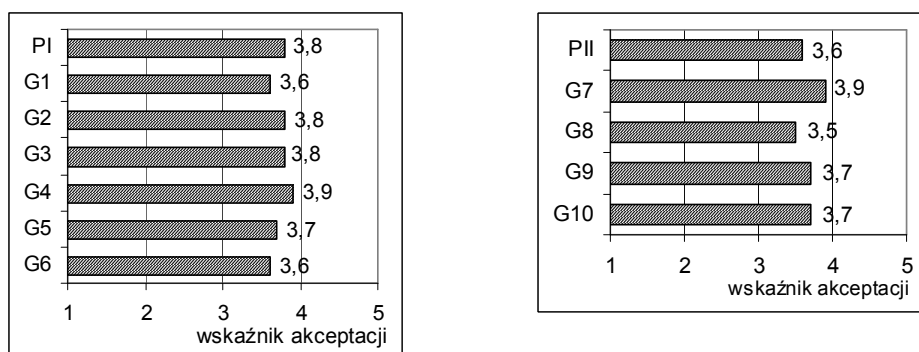 PI 3,8
G1 3,6
G2 3,8
G3 3,8
G4 3,9
G5 3,7
G6 3,6
1 2 3 4 5
wskaźnik akceptacji
PII 3,6
G7 3,9
G8 3,5
G9 3,7
G10 3,7
1 2 3 4 5
wskaźnik akceptacji